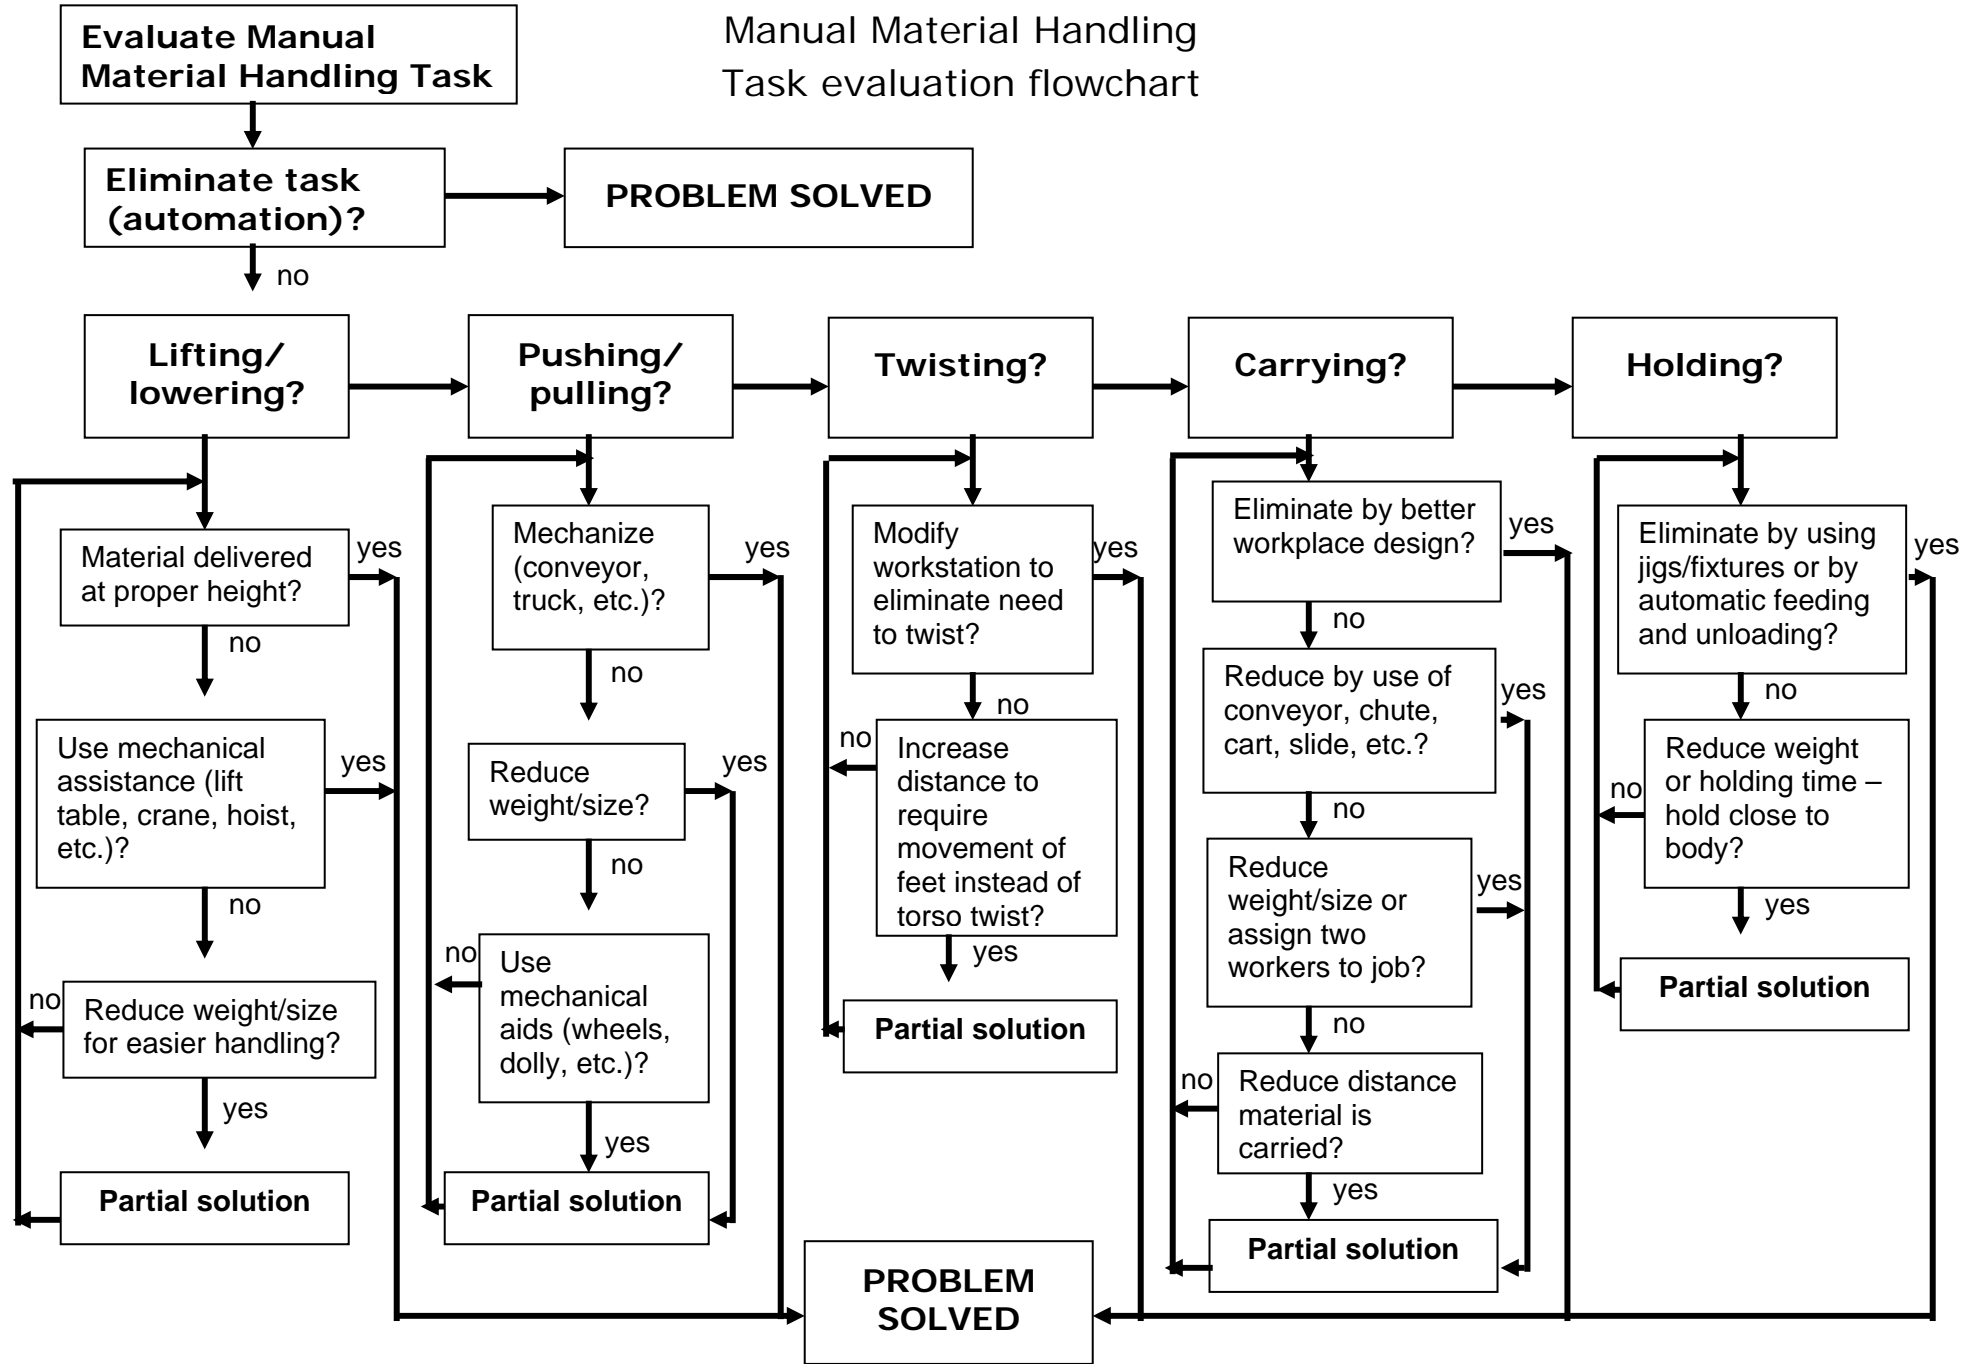 Manual Material Handling
Task evaluation flowchart
Evaluate Manual
Material Handling Task
Eliminate task
(automation)?
PROBLEM SOLVED
no
Lifting/
lowering?
Pushing/
pulling?
Twisting?
Carrying?
Holding?
Material delivered
at proper height?
yes
no
Use mechanical
assistance (lift
table, crane, hoist,
etc.)?
yes
no
Reduce weight/size
for easier handling?
no
yes
Partial solution
Mechanize
(conveyor,
truck, etc.)?
yes
no
Reduce
weight/size?
yes
no
Use
mechanical
aids (wheels,
dolly, etc.)?
no
yes
Partial solution
Modify
workstation to
eliminate need
to twist?
yes
no
Increase
distance to
require
movement of
feet instead of
torso twist?
no
yes
Partial solution
Eliminate by better
workplace design?
yes
no
Reduce by use of
conveyor, chute,
cart, slide, etc.?
yes
no
Reduce
weight/size or
assign two
workers to job?
yes
no
Reduce distance
material is
carried?
no
yes
Partial solution
Eliminate by using
jigs/fixtures or by
automatic feeding
and unloading?
yes
no
Reduce weight
or holding time –
hold close to
body?
no
yes
Partial solution
PROBLEM
SOLVED